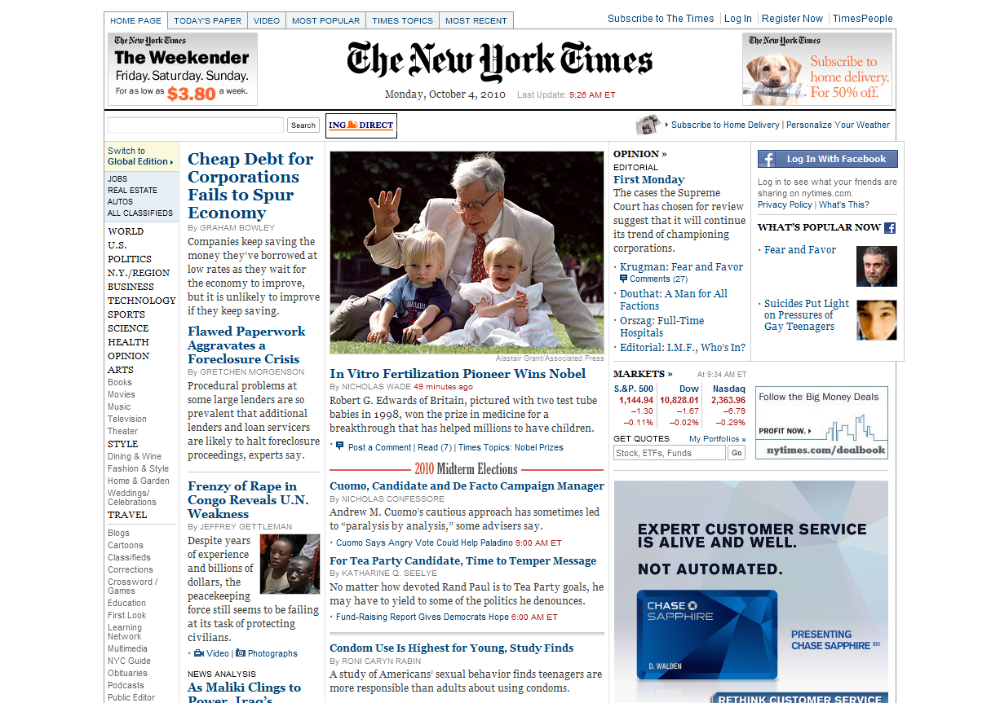 HOME PAGE
TODAY'S PAPER
VIDEO
MOST POPULAR
TIMES TOPICS
MOST RECENT
Subscribe to The Times
Log In
Register Now
TimesPeople
The New York Times
The Weekender
Friday. Saturday. Sunday.
For as low as $3.80 a week.
The New York Times
Monday, October 4, 2010 Last Update: 9:26 AM ET
The New York Times
Subscribe to
home delivery.
For 50% off.
Search
ING DIRECT
Subscribe to Home Delivery | Personalize Your Weather
Switch to
Global Edition
JOBS
REAL ESTATE
AUTOS
ALL CLASSIFIEDS
WORLD
U.S.
POLITICS
N.Y./REGION
BUSINESS
TECHNOLOGY
SPORTS
SCIENCE
HEALTH
OPINION
ARTS
Books
Movies
Music
Television
Theater
STYLE
Dining & Wine
Fashion & Style
Home & Garden
Weddings/
Celebrations
TRAVEL
Blogs
Cartoons
Classifieds
Corrections
Crossword /
Games
Education
First Look
Learning
Network
Multimedia
NYC Guide
Obituaries
Podcasts
Public Editor
Cheap Debt for
Corporations
Fails to Spur
Economy
By GRAHAM BOWLEY
Companies keep saving the
money they've borrowed at
low rates as they wait for
the economy to improve,
but it is unlikely to improve
if they keep saving.
Flawed Paperwork
Aggravates a
Foreclosure Crisis
By GRETCHEN MORGENSON
Procedural problems at
some large lenders are so
prevalent that additional
lenders and loan servicers
are likely to halt foreclosure
proceedings, experts say.
Frenzy of Rape in
Congo Reveals U.N.
Weakness
By JEFFREY GETTLEMAN
Despite years
of experience
and billions of
dollars, the
peacekeeping
force still seems to be failing
at its task of protecting
civilians.
Video | Photographs
NEWS ANALYSIS
As Maliki Clings to
Power, Iraq's
Alastair Grant/Associated Press
In Vitro Fertilization Pioneer Wins Nobel
By NICHOLAS WADE 49 minutes ago
Robert G. Edwards of Britain, pictured with two test tube
babies in 1998, won the prize in medicine for a
breakthrough that has helped millions to have children.
Post a Comment | Read (7) | Times Topics: Nobel Prizes
2010 Midterm Elections
Cuomo, Candidate and De Facto Campaign Manager
By NICHOLAS CONFESSORE
Andrew M. Cuomo's cautious approach has sometimes led
to “paralysis by analysis,” some advisers say.
Cuomo Says Angry Vote Could Help Paladino 9:00 AM ET
For Tea Party Candidate, Time to Temper Message
By KATHARINE Q. SEELYE
No matter how devoted Rand Paul is to Tea Party goals, he
may have to yield to some of the politics he denounces.
Fund-Raising Report Gives Democrats Hope 6:00 AM ET
Condom Use Is Highest for Young, Study Finds
By RONI CARYN RABIN
A study of Americans' sexual behavior finds teenagers are
more responsible than adults about using condoms.
OPINION »
EDITORIAL
First Monday
The cases the Supreme
Court has chosen for review
suggest that it will continue
its trend of championing
corporations.
Krugman: Fear and Favor
Comments (27)
Douthat: A Man for All
Factions
Orszag: Full-Time
Hospitals
Editorial: I.M.F., Who's In?
Log In With Facebook
Log in to see what your friends are
sharing on nytimes.com.
Privacy Policy | What's This?
WHAT'S POPULAR NOW
Fear and Favor
Suicides Put Light
on Pressures of
Gay Teenagers
MARKETS » At 9:34 AM ET
S.&P. 500 Dow Nasdaq
1,144.94 10,828.01 2,363.96
–1.30 –1.67 –6.79
–0.11% –0.02% –0.29%
GET QUOTES My Portfolios »
Stock, ETFs, Funds Go
Follow the Big Money Deals
PROFIT NOW.
nytimes.com/dealbook
EXPERT CUSTOMER SERVICE
IS ALIVE AND WELL.
NOT AUTOMATED.
CHASE
SAPPHIRE
D. WALDEN
PRESENTING
CHASE SAPPHIRE SM
RETHINK CUSTOMER SERVICE